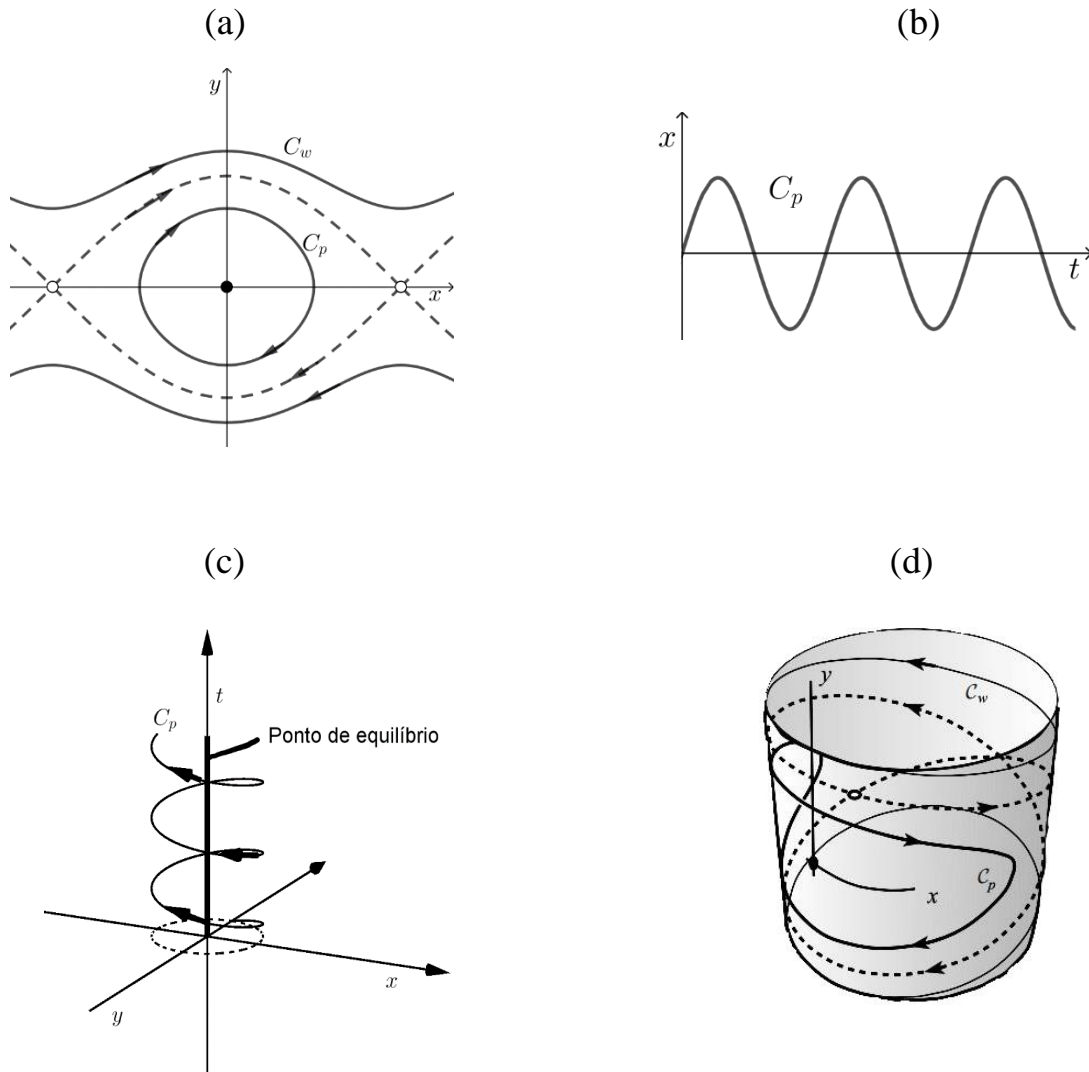 (a)
(b)
y
C_w
C_p
x
x
C_p
t
(c)
(d)
t
C_p
Ponto de equilíbrio
x
y
y
C_w
C_p
x